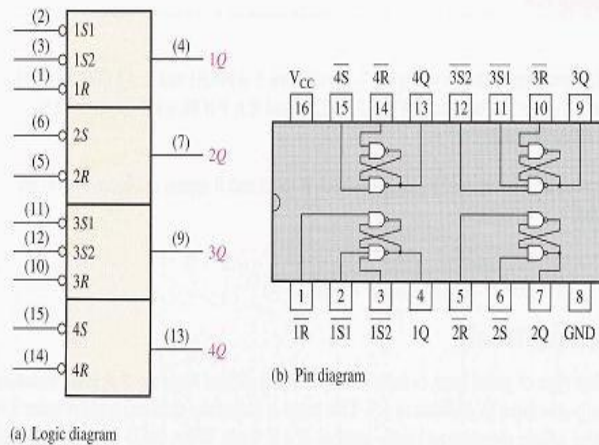 (2) 1S1
(3) 1S2 (4) 1Q
(1) 1R
(6) 2S
(7) 2Q
(5) 2R
(11) 3S1
(12) 3S2 (9) 3Q
(10) 3R
(15) 4S
(13) 4Q
(14) 4R
(a) Logic diagram
VCC 4S̅ 4R̅ 4Q 3S2̅ 3S1̅ 3R̅ 3Q
16 15 14 13 12 11 10 9
1 2 3 4 5 6 7 8
1R̅ 1S1̅ 1S2̅ 1Q 2R̅ 2S̅ 2Q GND
(b) Pin diagram